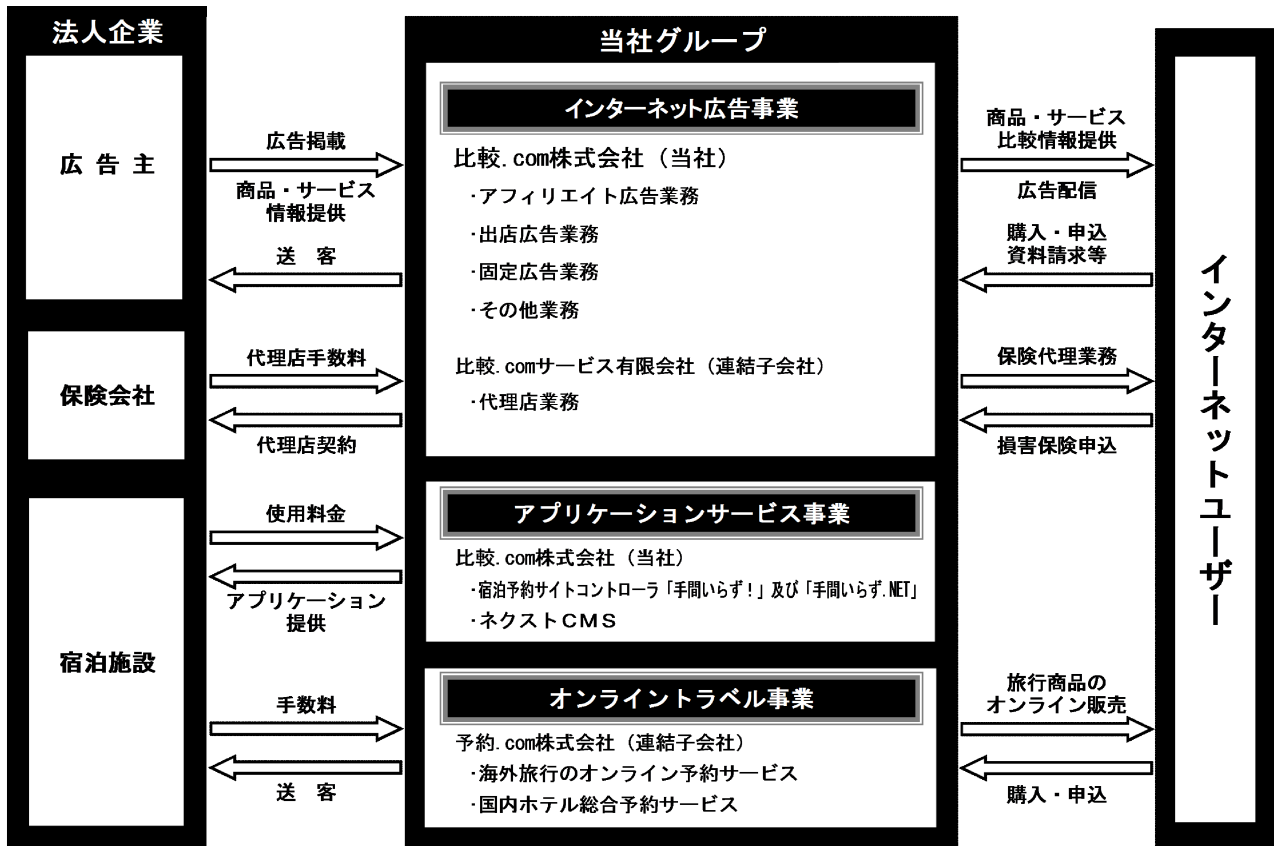 法人企業
広告主
保険会社
宿泊施設
広告掲載
商品・サービス
情報提供
送 客
代理店手数料
代理店契約
使用料金
アプリケーション
提供
手数料
送 客
当社グループ
インターネット広告事業
比較.com株式会社（当社）
・アフィリエイト広告業務
・出店広告業務
・固定広告業務
・その他業務
比較.comサービス有限会社（連結子会社）
・代理店業務
アプリケーションサービス事業
比較.com株式会社（当社）
・宿泊予約サイトコントローラ「手間いらず！」及び「手間いらず.NET」
・ネクストＣＭＳ
オンライントラベル事業
予約.com株式会社（連結子会社）
・海外旅行のオンライン予約サービス
・国内ホテル総合予約サービス
商品・サービス
比較情報提供
広告配信
購入・申込
資料請求等
保険代理業務
損害保険申込
旅行商品の
オンライン販売
購入・申込
インターネットユーザー